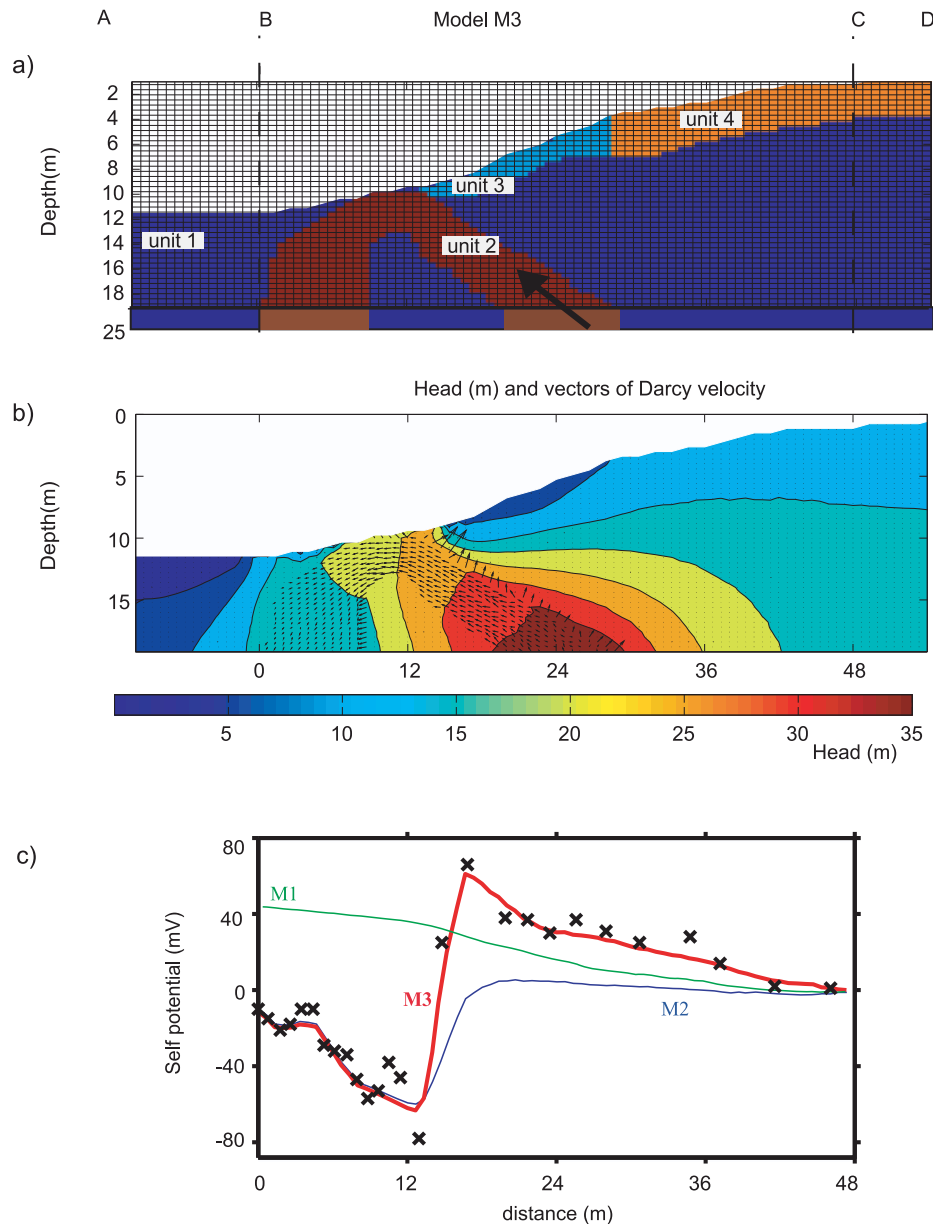 A B Model M3 C D
a)
2
4
6
8
10
12
14
16
18
25
Depth(m)
unit 4
unit 3
unit 1
unit 2
b)
Head (m) and vectors of Darcy velocity
0
5
10
15
Depth(m)
0 12 24 36 48
5 10 15 20 25 30 35
Head (m)
c)
80
40
0
-40
-80
Self potential (mV)
M1
M3
M2
0 12 24 36 48
distance (m)